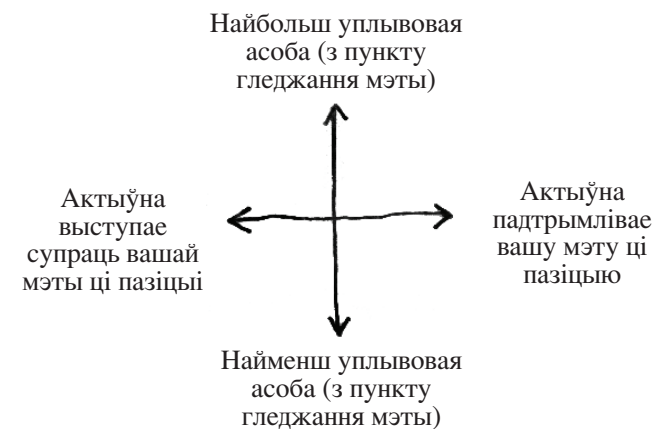 Найбольш уплывовая
асоба (з пункту
гледжання мэты)
Актыўна
выступае
супраць вашай
мэты ці пазіцыі
Актыўна
падтрымлівае
вашу мэту ці
пазіцыю
Найменш уплывовая
асоба (з пункту
гледжання мэты)